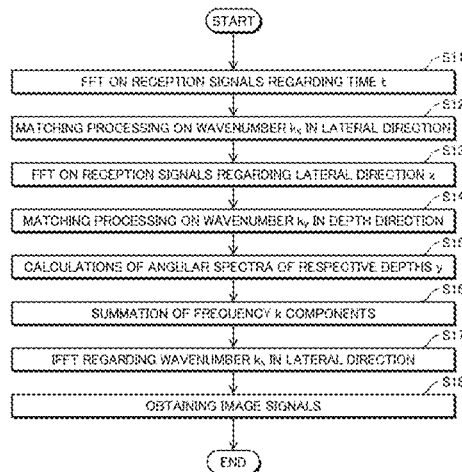 START
S11
FFT ON RECEPTION SIGNALS REGARDING TIME t
S12
MATCHING PROCESSING ON WAVENUMBER kx IN LATERAL DIRECTION
S13
FFT ON RECEPTION SIGNALS REGARDING LATERAL DIRECTION x
S14
MATCHING PROCESSING ON WAVENUMBER ky IN DEPTH DIRECTION
S15
CALCULATIONS OF ANGULAR SPECTRA OF RESPECTIVE DEPTHS y
S16
SUMMATION OF FREQUENCY k COMPONENTS
S17
IFFT REGARDING WAVENUMBER kx IN LATERAL DIRECTION
S18
OBTAINING IMAGE SIGNALS
END